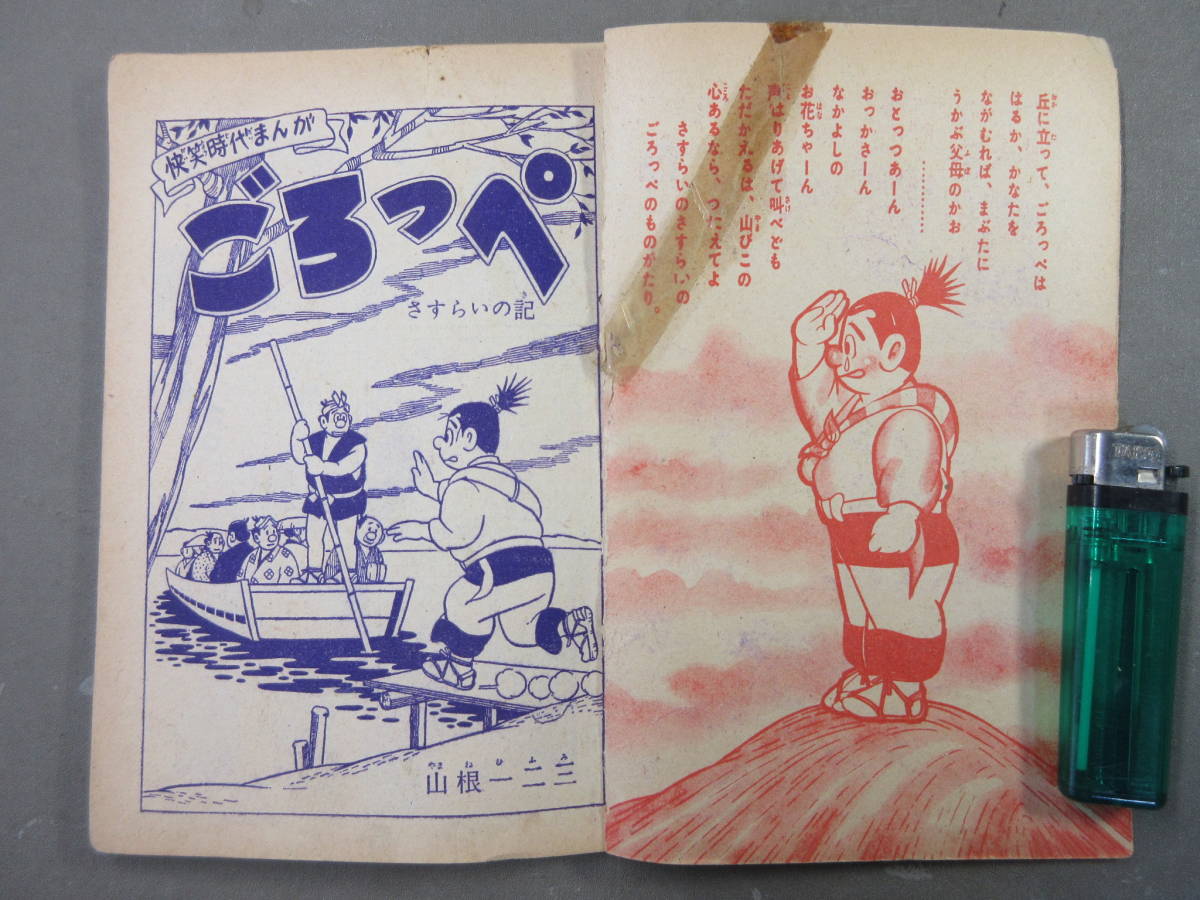 快笑時代まんが
ごろっぺ
さすらいの記
山根一二三
丘に立って、ごろっぺは
はるか、かなたを
ながむれば、まぶたに
うかぶ父母のかお
…………
おとっつあーん
おっかさーん
なかよしの
お花ちゃーん
声はりあげて叫べども
ただかえるは、山びこの
心あるなら、つたえてよ
さすらいのさすらいの
ごろっぺのものがたり。